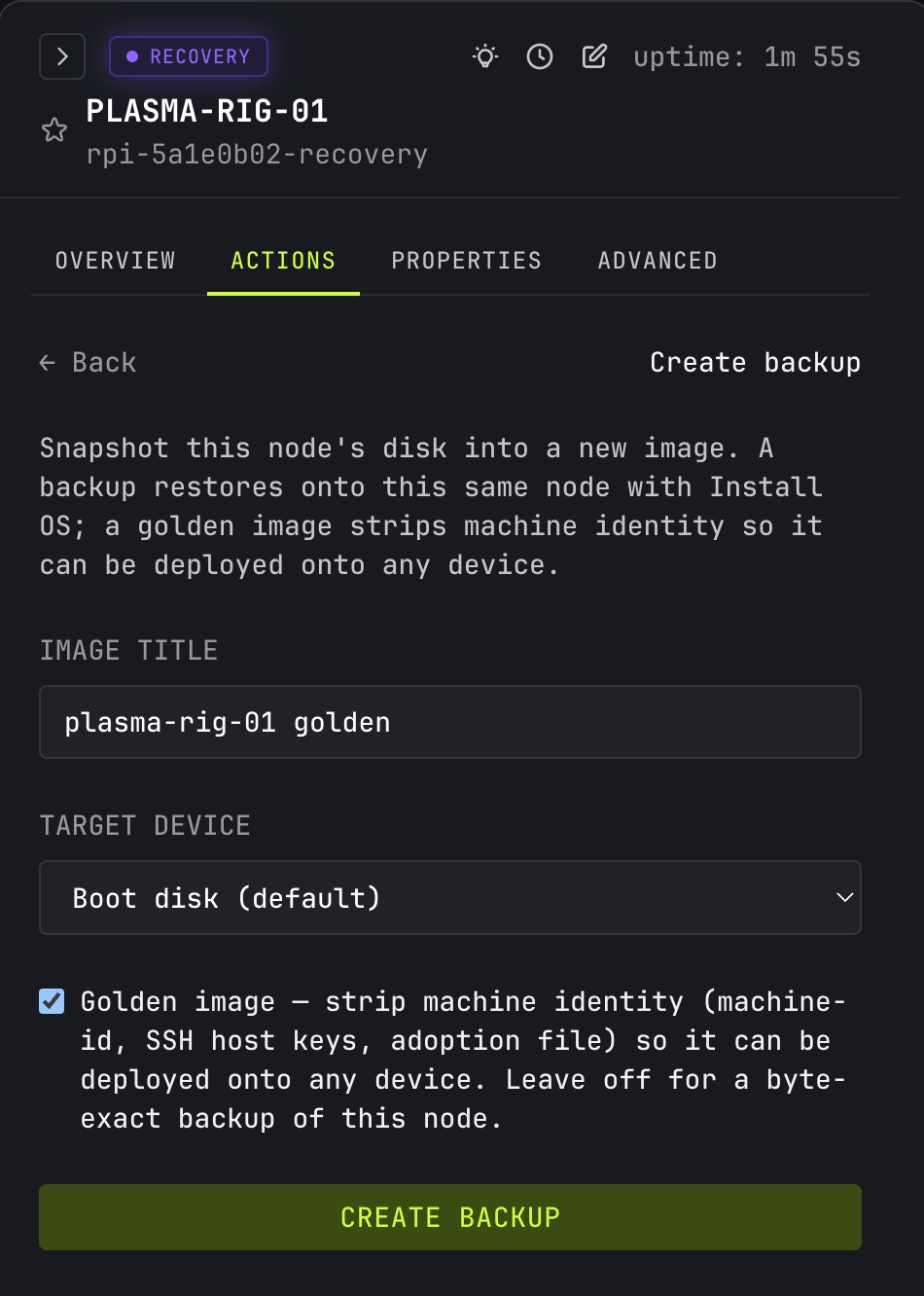 RECOVERY
uptime: 1m 55s
PLASMA-RIG-01
rpi-5a1e0b02-recovery
OVERVIEW
ACTIONS
PROPERTIES
ADVANCED
← Back
Create backup
Snapshot this node's disk into a new image. A
backup restores onto this same node with Install
OS; a golden image strips machine identity so it
can be deployed onto any device.
IMAGE TITLE
plasma-rig-01 golden
TARGET DEVICE
Boot disk (default)
Golden image — strip machine identity (machine-
id, SSH host keys, adoption file) so it can be
deployed onto any device. Leave off for a byte-
exact backup of this node.
CREATE BACKUP